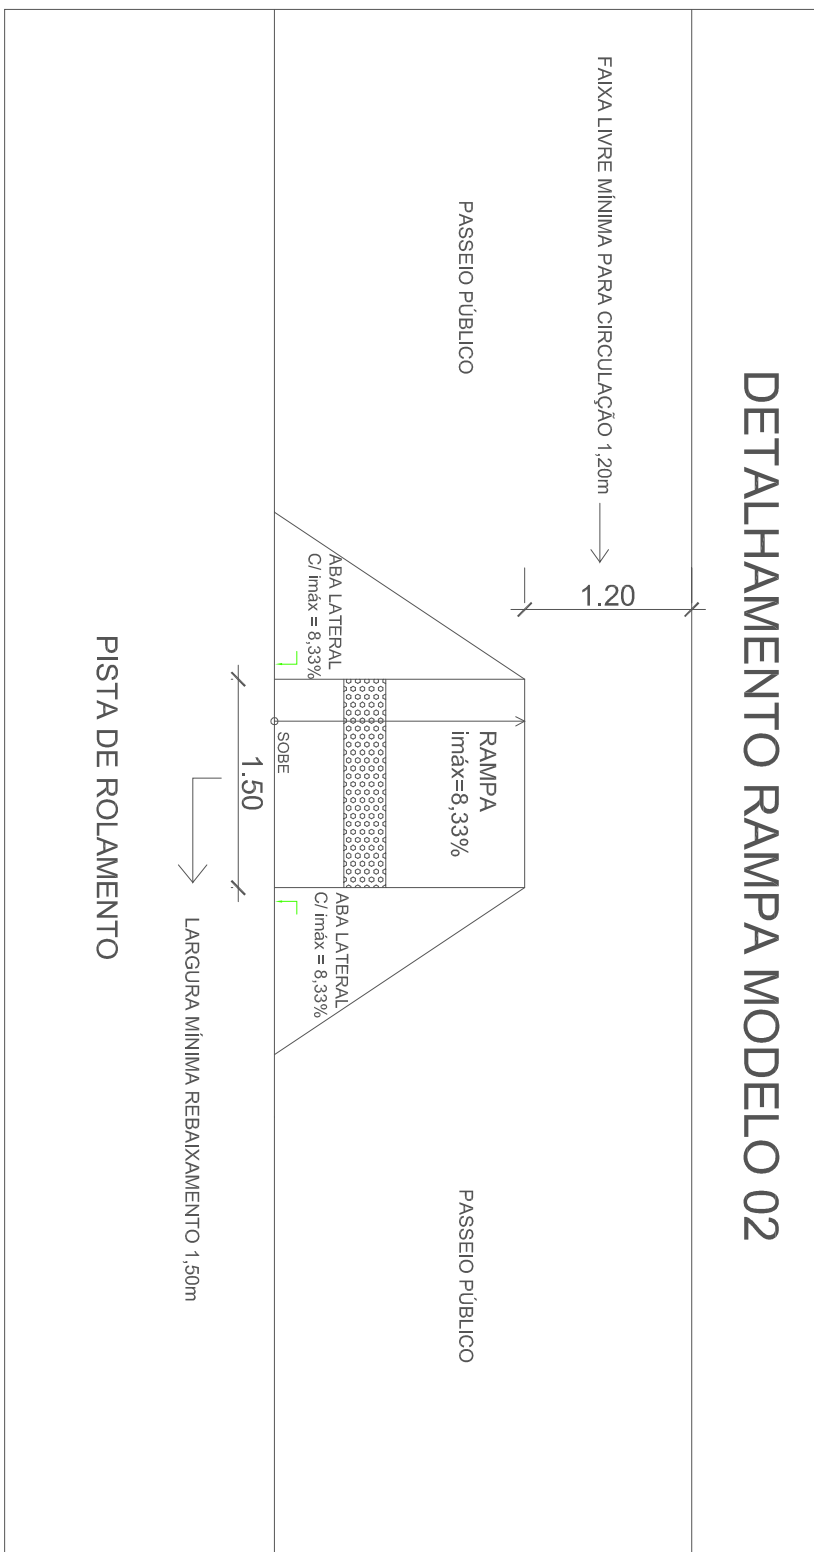 DETALHAMENTO RAMPA MODELO 02
FAIXA LIVRE MÍNIMA PARA CIRCULAÇÃO 1,20m
1.20
PASSEIO PÚBLICO
PASSEIO PÚBLICO
RAMPA
imáx=8,33%
ABA LATERAL
C/ imáx = 8,33%
ABA LATERAL
C/ imáx = 8,33%
SOBE
1.50
LARGURA MÍNIMA REBAIXAMENTO 1,50m
PISTA DE ROLAMENTO